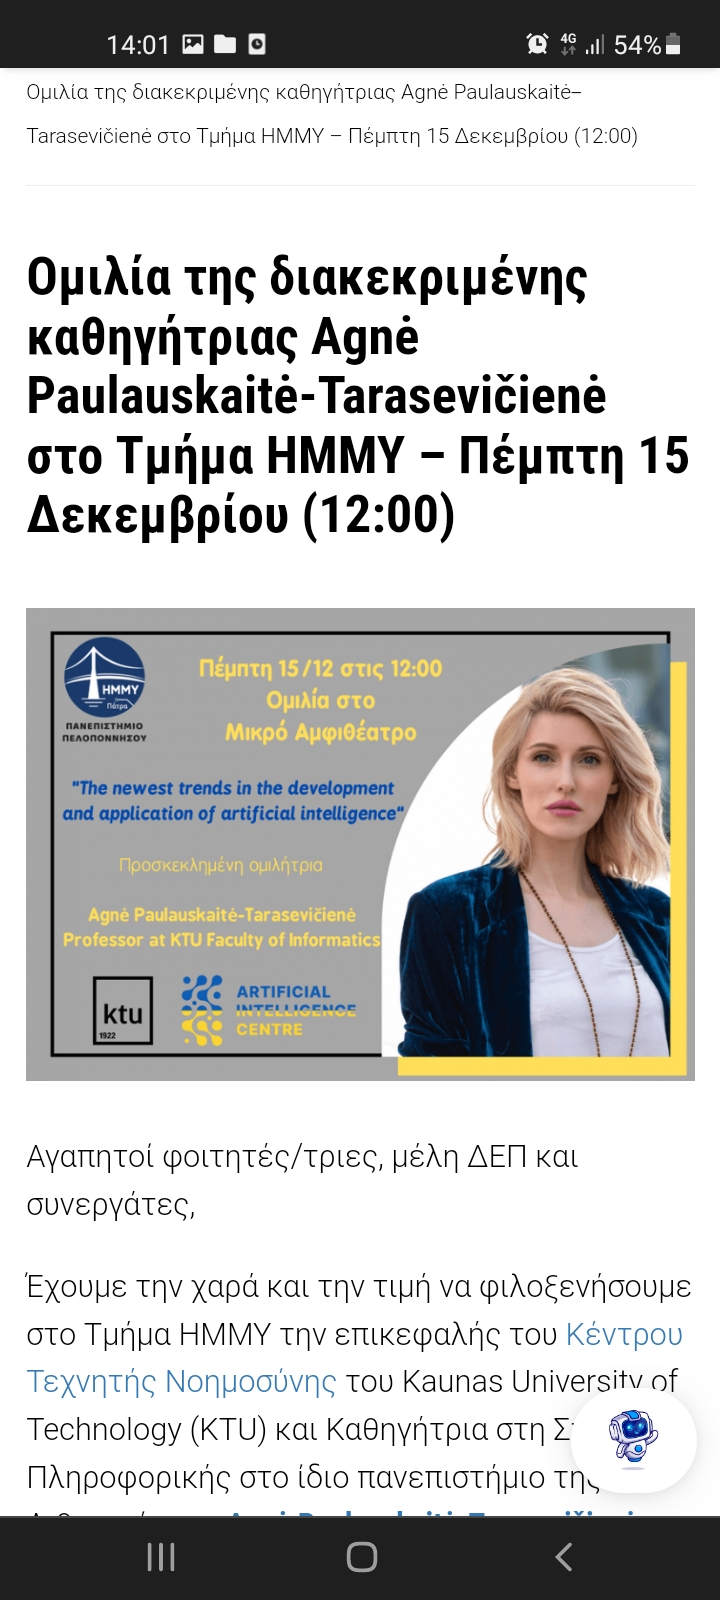 14:01
4G
54%
Ομιλία της διακεκριμένης καθηγήτριας Agnė Paulauskaitė–
Tarasevičienė στο Τμήμα ΗΜΜΥ – Πέμπτη 15 Δεκεμβρίου (12:00)
Ομιλία της διακεκριμένης
καθηγήτριας Agnė
Paulauskaitė-Tarasevičienė
στο Τμήμα ΗΜΜΥ – Πέμπτη 15
Δεκεμβρίου (12:00)
ΗΜΜΥ
Πάτρα
ΠΑΝΕΠΙΣΤΗΜΙΟ
ΠΕΛΟΠΟΝΝΗΣΟΥ
Πέμπτη 15/12 στις 12:00
Ομιλία στο
Μικρό Αμφιθέατρο
"The newest trends in the development
and application of artificial intelligence"
Προσκεκλημένη ομιλήτρια
Agnė Paulauskaitė-Tarasevičienė
Professor at KTU Faculty of Informatics
ktu
1922
ARTIFICIAL
INTELLIGENCE
CENTRE
Αγαπητοί φοιτητές/τριες, μέλη ΔΕΠ και
συνεργάτες,
Έχουμε την χαρά και την τιμή να φιλοξενήσουμε
στο Τμήμα ΗΜΜΥ την επικεφαλής του Κέντρου
Τεχνητής Νοημοσύνης του Kaunas University of
Technology (KTU) και Καθηγήτρια στη
Πληροφορικής στο ίδιο πανεπιστήμιο της